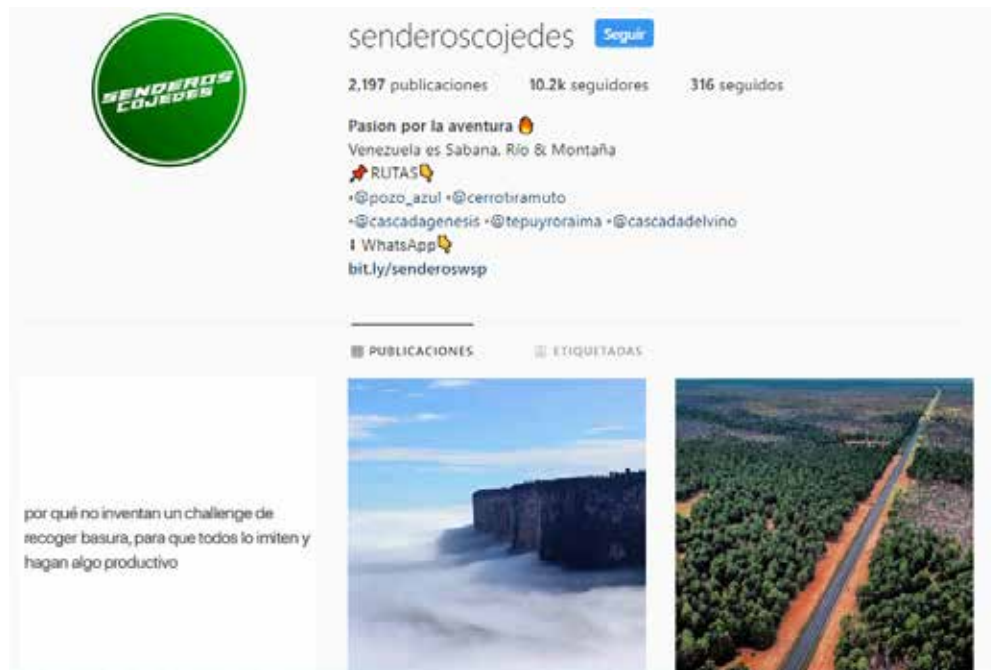 SENDEROS
COJEDES
senderoscojedes Seguir
2,197 publicaciones 10.2k seguidores 316 seguidos
Pasion por la aventura 🔥
Venezuela es Sabana, Río & Montaña
📌RUTAS👇
•@pozo_azul •@cerrotiramuto
•@cascadagenesis •@tepuyroraima •@cascadadelvino
WhatsApp👇
bit.ly/senderoswsp
PUBLICACIONES ETIQUETADAS
por qué no inventan un challenge de
recoger basura, para que todos lo imiten y
hagan algo productivo